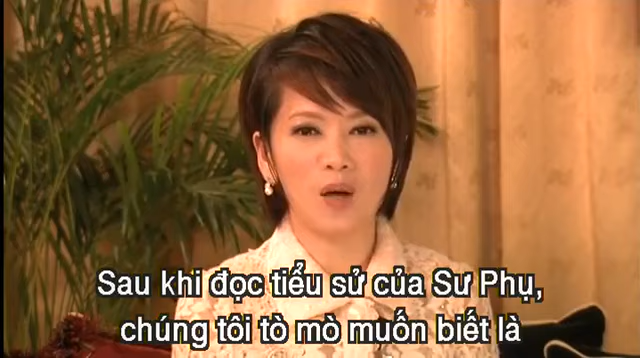 Sau khi đọc tiểu sử của Sư Phụ,
chúng tôi tò mò muốn biết là